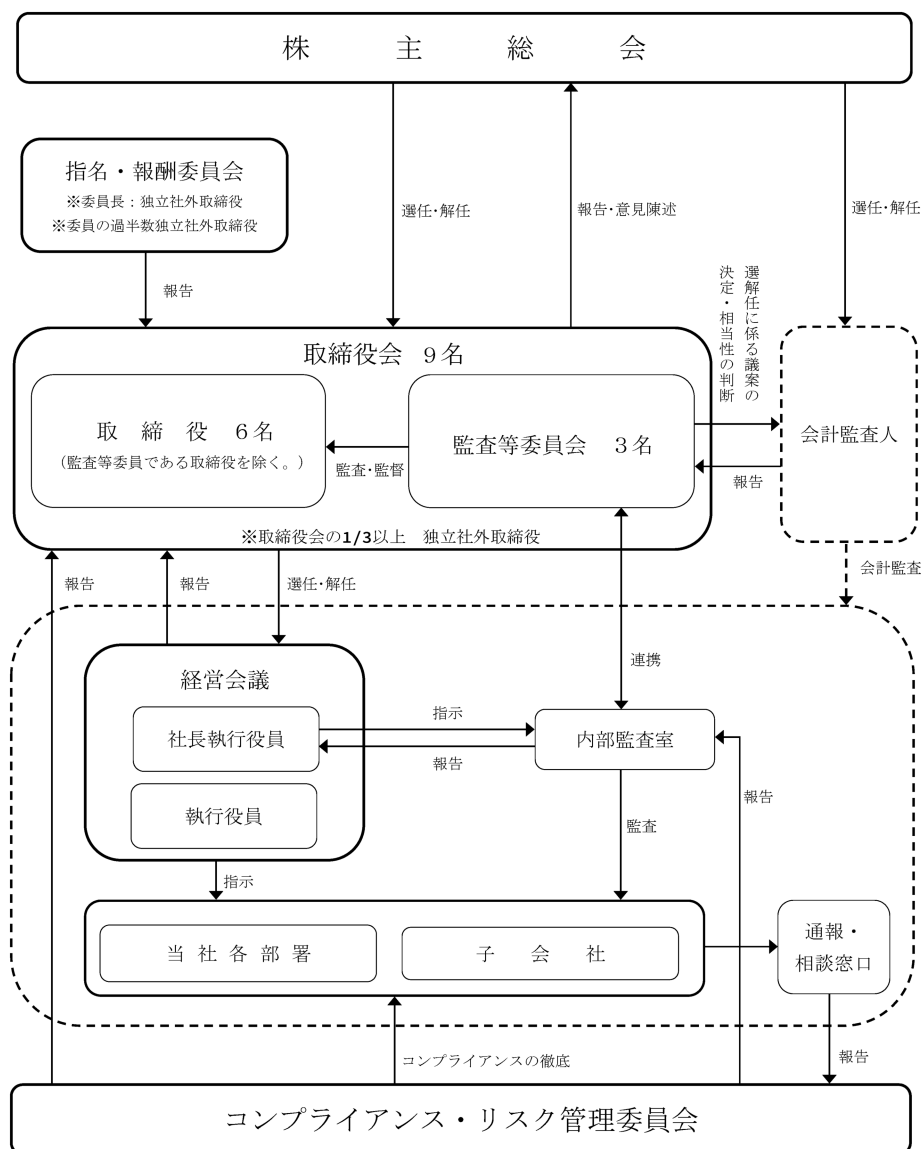 株主総会
指名・報酬委員会
※委員長：独立社外取締役
※委員の過半数独立社外取締役
選任・解任
報告・意見陳述
選任・解任
報告
選解任に係る議案の
決定・相当性の判断
取締役会 9名
取締役 6名
（監査等委員である取締役を除く。）
監査・監督
監査等委員会 3名
会計監査人
報告
※取締役会の1/3以上 独立社外取締役
報告
報告
選任・解任
会計監査
経営会議
連携
社長執行役員
指示
報告
内部監査室
執行役員
報告
監査
指示
当社各部署
子会社
通報・
相談窓口
コンプライアンスの徹底
報告
コンプライアンス・リスク管理委員会